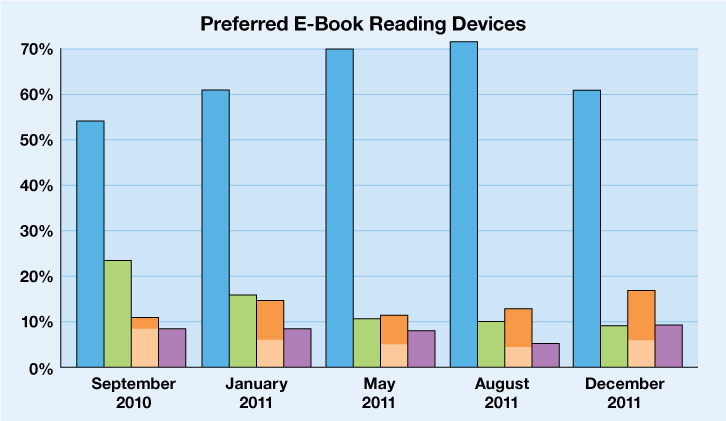 Preferred E-Book Reading Devices
70%
60%
50%
40%
30%
20%
10%
0%
September
2010
January
2011
May
2011
August
2011
December
2011